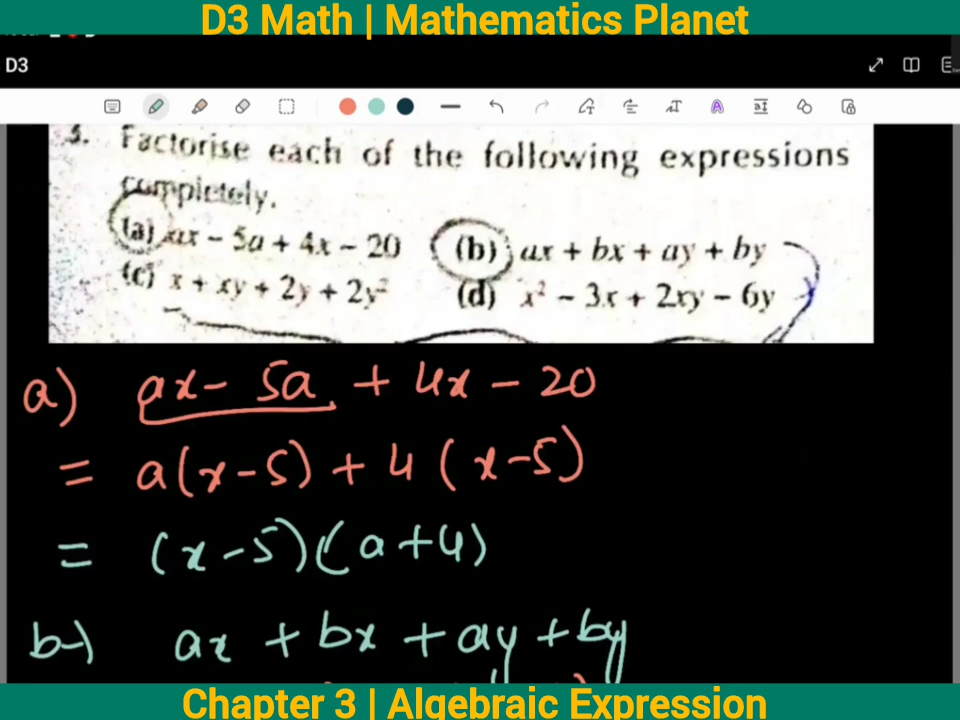 D3 Math | Mathematics Planet
D3
3. Factorise each of the following expressions
completely.
(a) ax − 5a + 4x − 20 (b) ax + bx + ay + by
(c) x + xy + 2y + 2y² (d) x² − 3x + 2xy − 6y
a) ax − 5a + 4x − 20
= a(x−5) + 4(x−5)
= (x−5)(a+4)
b) ax + bx + ay + by
Chapter 3 | Algebraic Expression